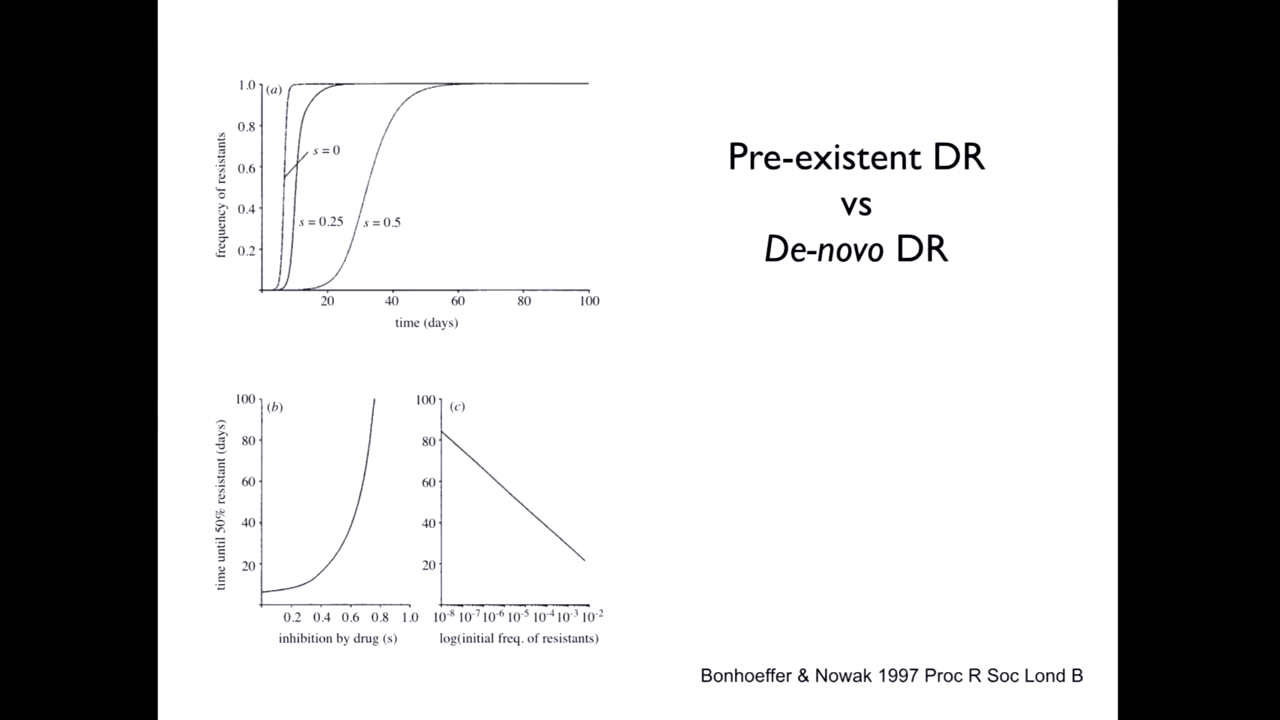 Pre-existent DR
vs
De-novo DR
(a)
frequency of resistants
1.0
0.8
0.6
0.4
0.2
s = 0
s = 0.25
s = 0.5
20 40 60 80 100
time (days)
(b)
time until 50% resistant (days)
100
80
60
40
20
0.2 0.4 0.6 0.8 1.0
inhibition by drug (s)
(c)
100
80
60
40
20
10⁻⁸ 10⁻⁷ 10⁻⁶ 10⁻⁵ 10⁻⁴ 10⁻³ 10⁻²
log(initial freq. of resistants)
Bonhoeffer & Nowak 1997 Proc R Soc Lond B